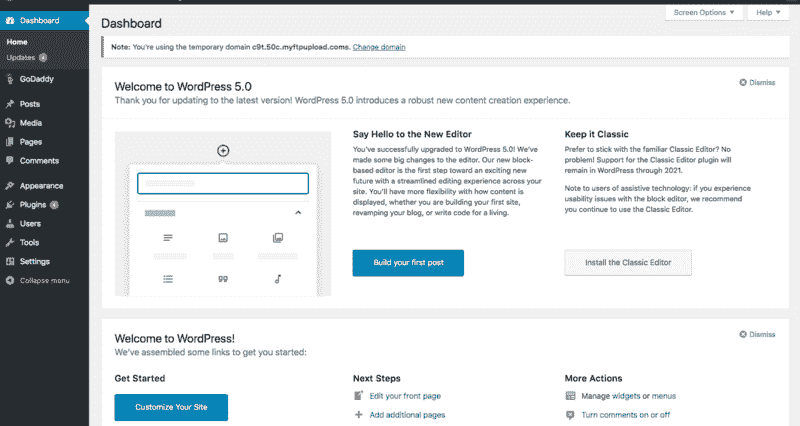 Dashboard
Home
Updates 4
GoDaddy
Posts
Media
Pages
Comments
Appearance
Plugins 4
Users
Tools
Settings
Collapse menu
Dashboard
Screen Options
Help
Note: You're using the temporary domain c9t.50c.myftpupload.coms. Change domain
Welcome to WordPress 5.0
Dismiss
Thank you for updating to the latest version! WordPress 5.0 introduces a robust new content creation experience.
Say Hello to the New Editor
You've successfully upgraded to WordPress 5.0! We've
made some big changes to the editor. Our new block-
based editor is the first step toward an exciting new
future with a streamlined editing experience across your
site. You'll have more flexibility with how content is
displayed, whether you are building your first site,
revamping your blog, or write code for a living.
Build your first post
Keep it Classic
Prefer to stick with the familiar Classic Editor? No
problem! Support for the Classic Editor plugin will
remain in WordPress through 2021.
Note to users of assistive technology: if you experience
usability issues with the block editor, we recommend
you continue to use the Classic Editor.
Install the Classic Editor
Welcome to WordPress!
Dismiss
We've assembled some links to get you started:
Get Started
Customize Your Site
Next Steps
Edit your front page
Add additional pages
More Actions
Manage widgets or menus
Turn comments on or off